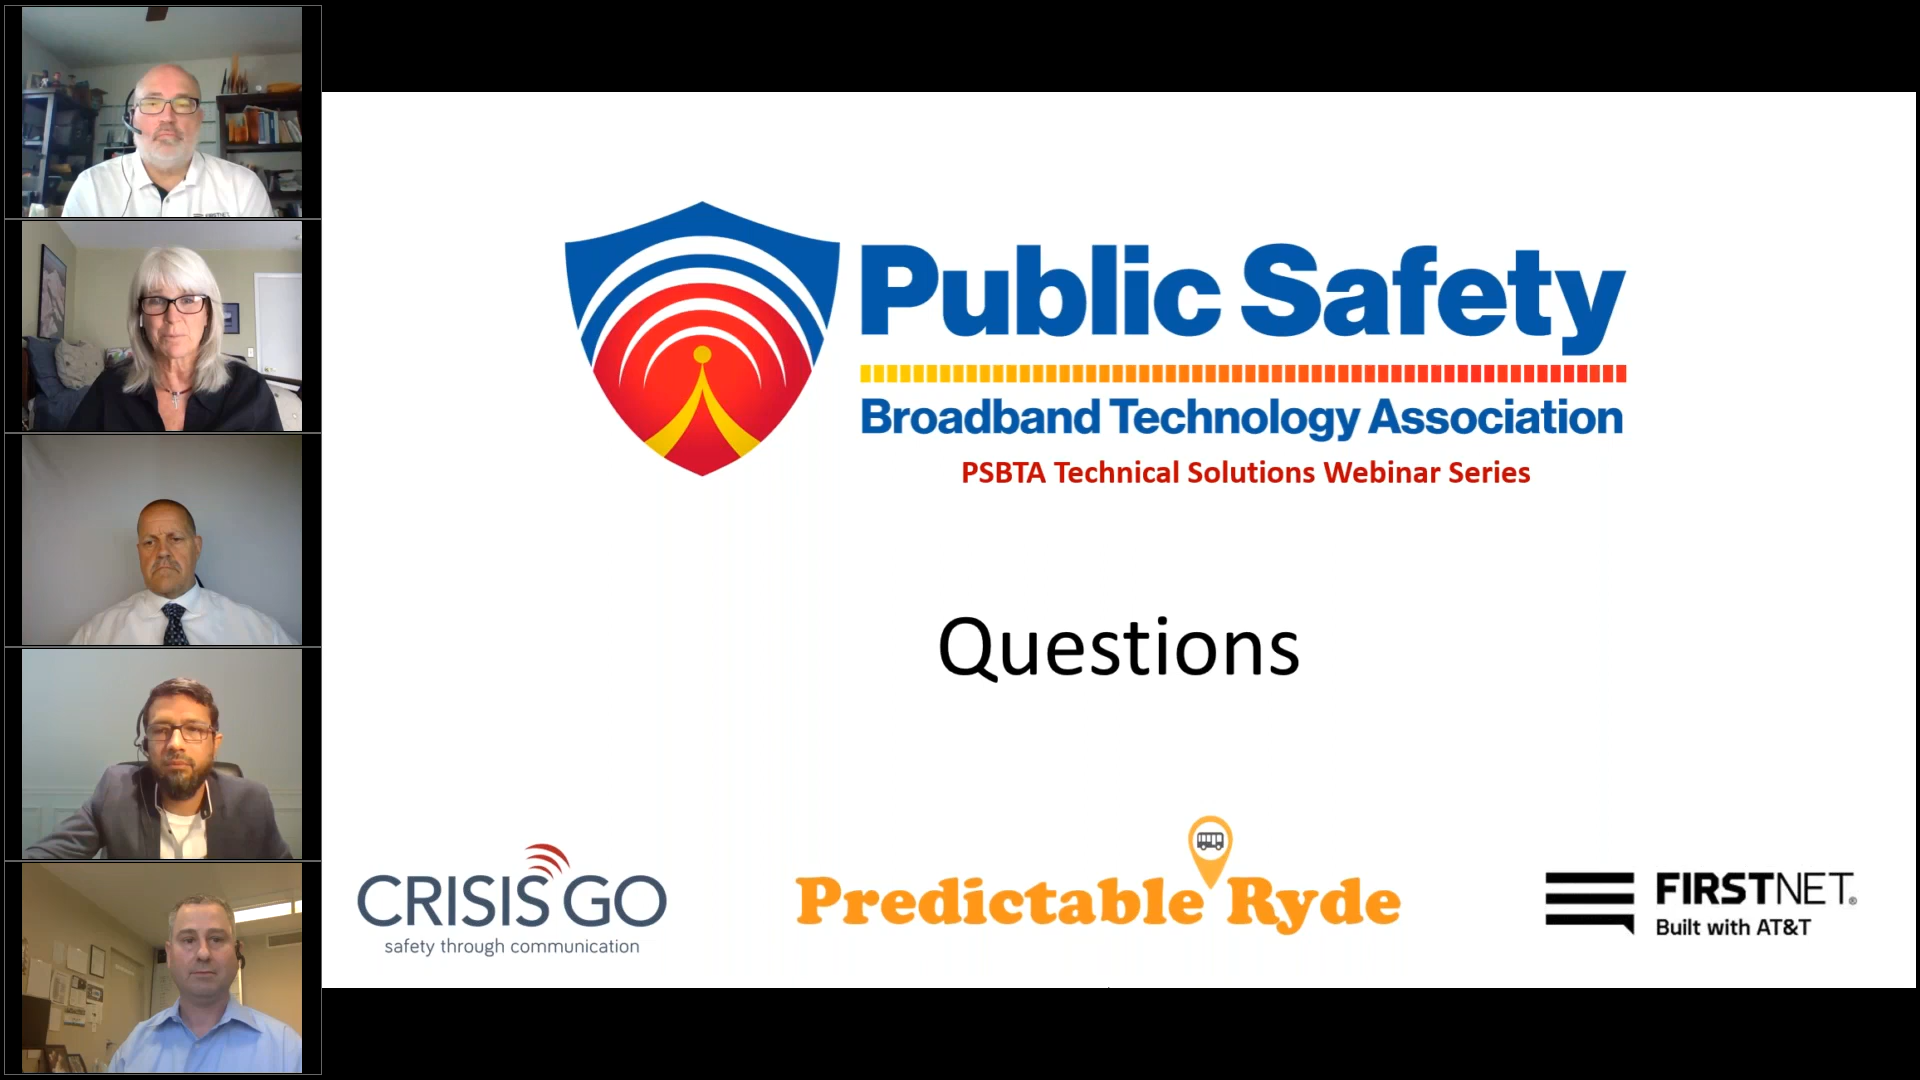 Public Safety
Broadband Technology Association
PSBTA Technical Solutions Webinar Series
Questions
CRISIS GO
safety through communication
Predictable Ryde
FIRSTNET®
Built with AT&T
FIRSTNET